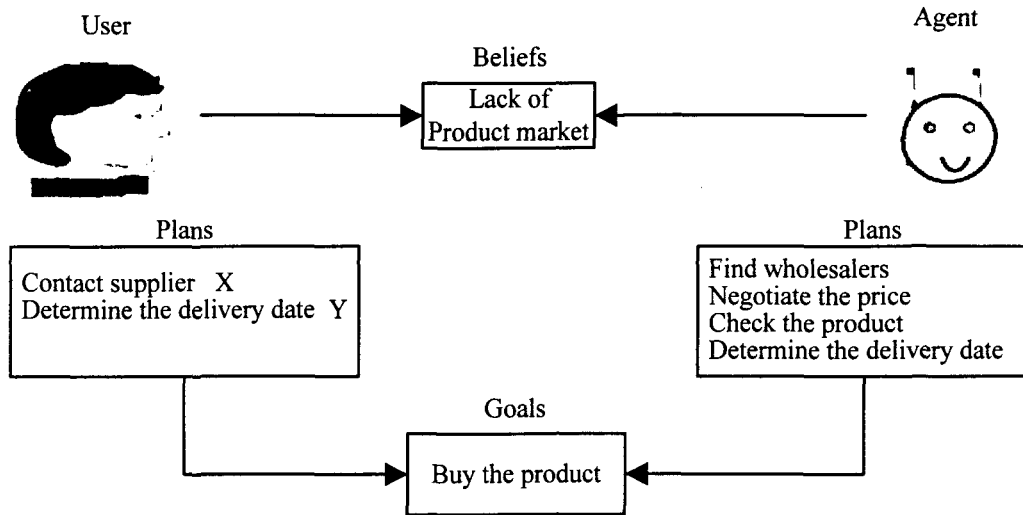 User
Agent
Beliefs
Lack of
Product market
Plans
Contact supplier X
Determine the delivery date Y
Plans
Find wholesalers
Negotiate the price
Check the product
Determine the delivery date
Goals
Buy the product